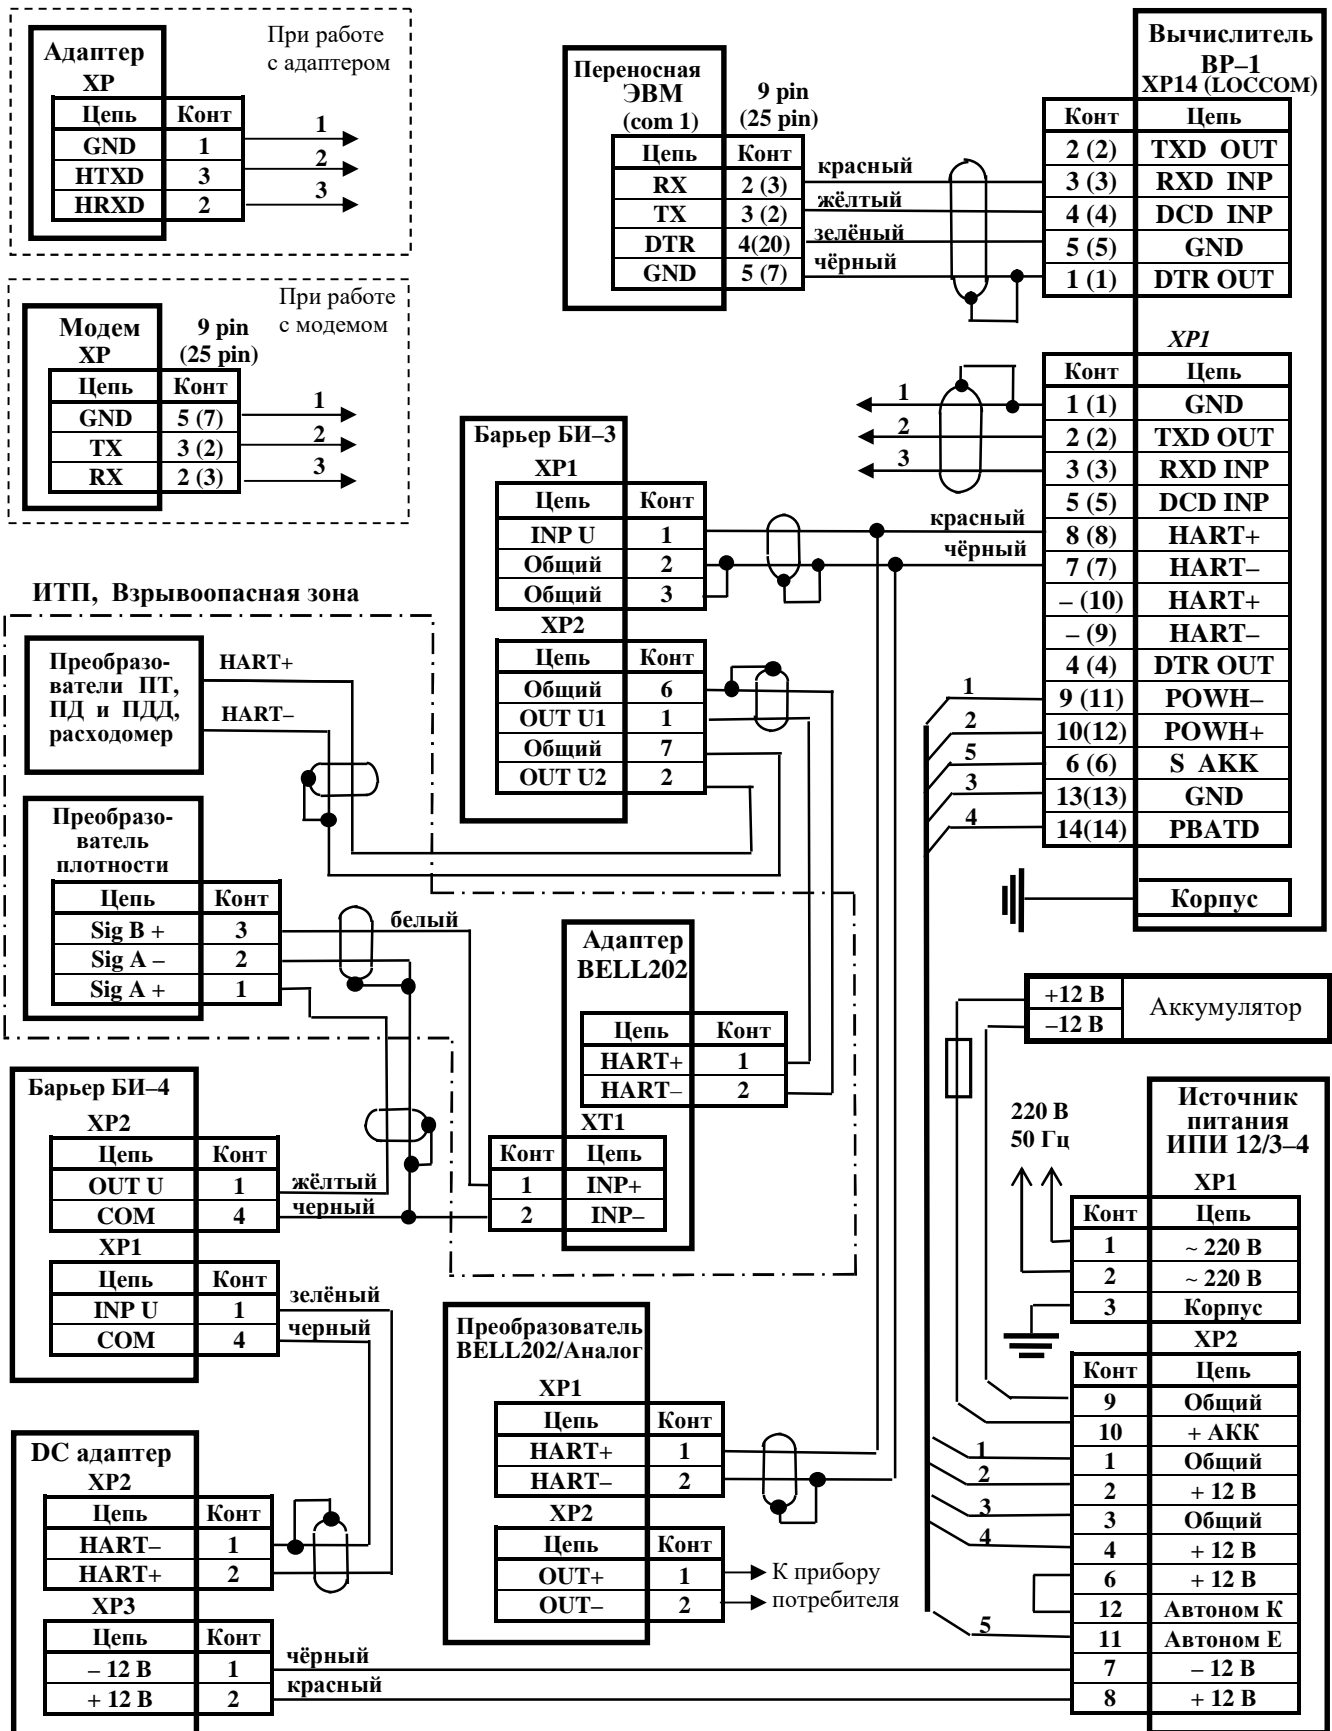 Адаптер
XP
Цепь Конт
GND 1
HTXD 3
HRXD 2
При работе
с адаптером
1
2
3
Модем
XP
9 pin
(25 pin)
Цепь Конт
GND 5 (7)
TX 3 (2)
RX 2 (3)
При работе
с модемом
1
2
3
Переносная
ЭВМ
(com 1)
9 pin
(25 pin)
Цепь Конт
RX 2 (3)
TX 3 (2)
DTR 4(20)
GND 5 (7)
красный
жёлтый
зелёный
чёрный
Вычислитель
ВР–1
XP14 (LOCCOM)
Конт Цепь
2 (2) TXD OUT
3 (3) RXD INP
4 (4) DCD INP
5 (5) GND
1 (1) DTR OUT
XP1
Конт Цепь
1 (1) GND
2 (2) TXD OUT
3 (3) RXD INP
5 (5) DCD INP
8 (8) HART+
7 (7) HART–
– (10) HART+
– (9) HART–
4 (4) DTR OUT
9 (11) POWH–
10(12) POWH+
6 (6) S AKK
13(13) GND
14(14) PBATD
Корпус
1
2
3
красный
чёрный
1
2
5
3
4
Барьер БИ–3
XP1
Цепь Конт
INP U 1
Общий 2
Общий 3
XP2
Цепь Конт
Общий 6
OUT U1 1
Общий 7
OUT U2 2
ИТП, Взрывоопасная зона
Преобразо-
ватели ПТ,
ПД и ПДД,
расходомер
HART+
HART–
Преобразо-
ватель
плотности
Цепь Конт
Sig B + 3
Sig A – 2
Sig A + 1
белый
Адаптер
BELL202
Цепь Конт
HART+ 1
HART– 2
XT1
Конт Цепь
1 INP+
2 INP–
Барьер БИ–4
XP2
Цепь Конт
OUT U 1
COM 4
XP1
Цепь Конт
INP U 1
COM 4
жёлтый
черный
зелёный
черный
Преобразователь
BELL202/Аналог
XP1
Цепь Конт
HART+ 1
HART– 2
XP2
Цепь Конт
OUT+ 1
OUT– 2
К прибору
потребителя
DC адаптер
XP2
Цепь Конт
HART– 1
HART+ 2
XP3
Цепь Конт
– 12 В 1
+ 12 В 2
чёрный
красный
+12 В
–12 В
Аккумулятор
220 В
50 Гц
Источник
питания
ИПИ 12/3–4
XP1
Конт Цепь
1 ~ 220 В
2 ~ 220 В
3 Корпус
XP2
Конт Цепь
9 Общий
10 + АКК
1 Общий
2 + 12 В
3 Общий
4 + 12 В
6 + 12 В
12 Автоном К
11 Автоном Е
7 – 12 В
8 + 12 В
1
2
3
4
5